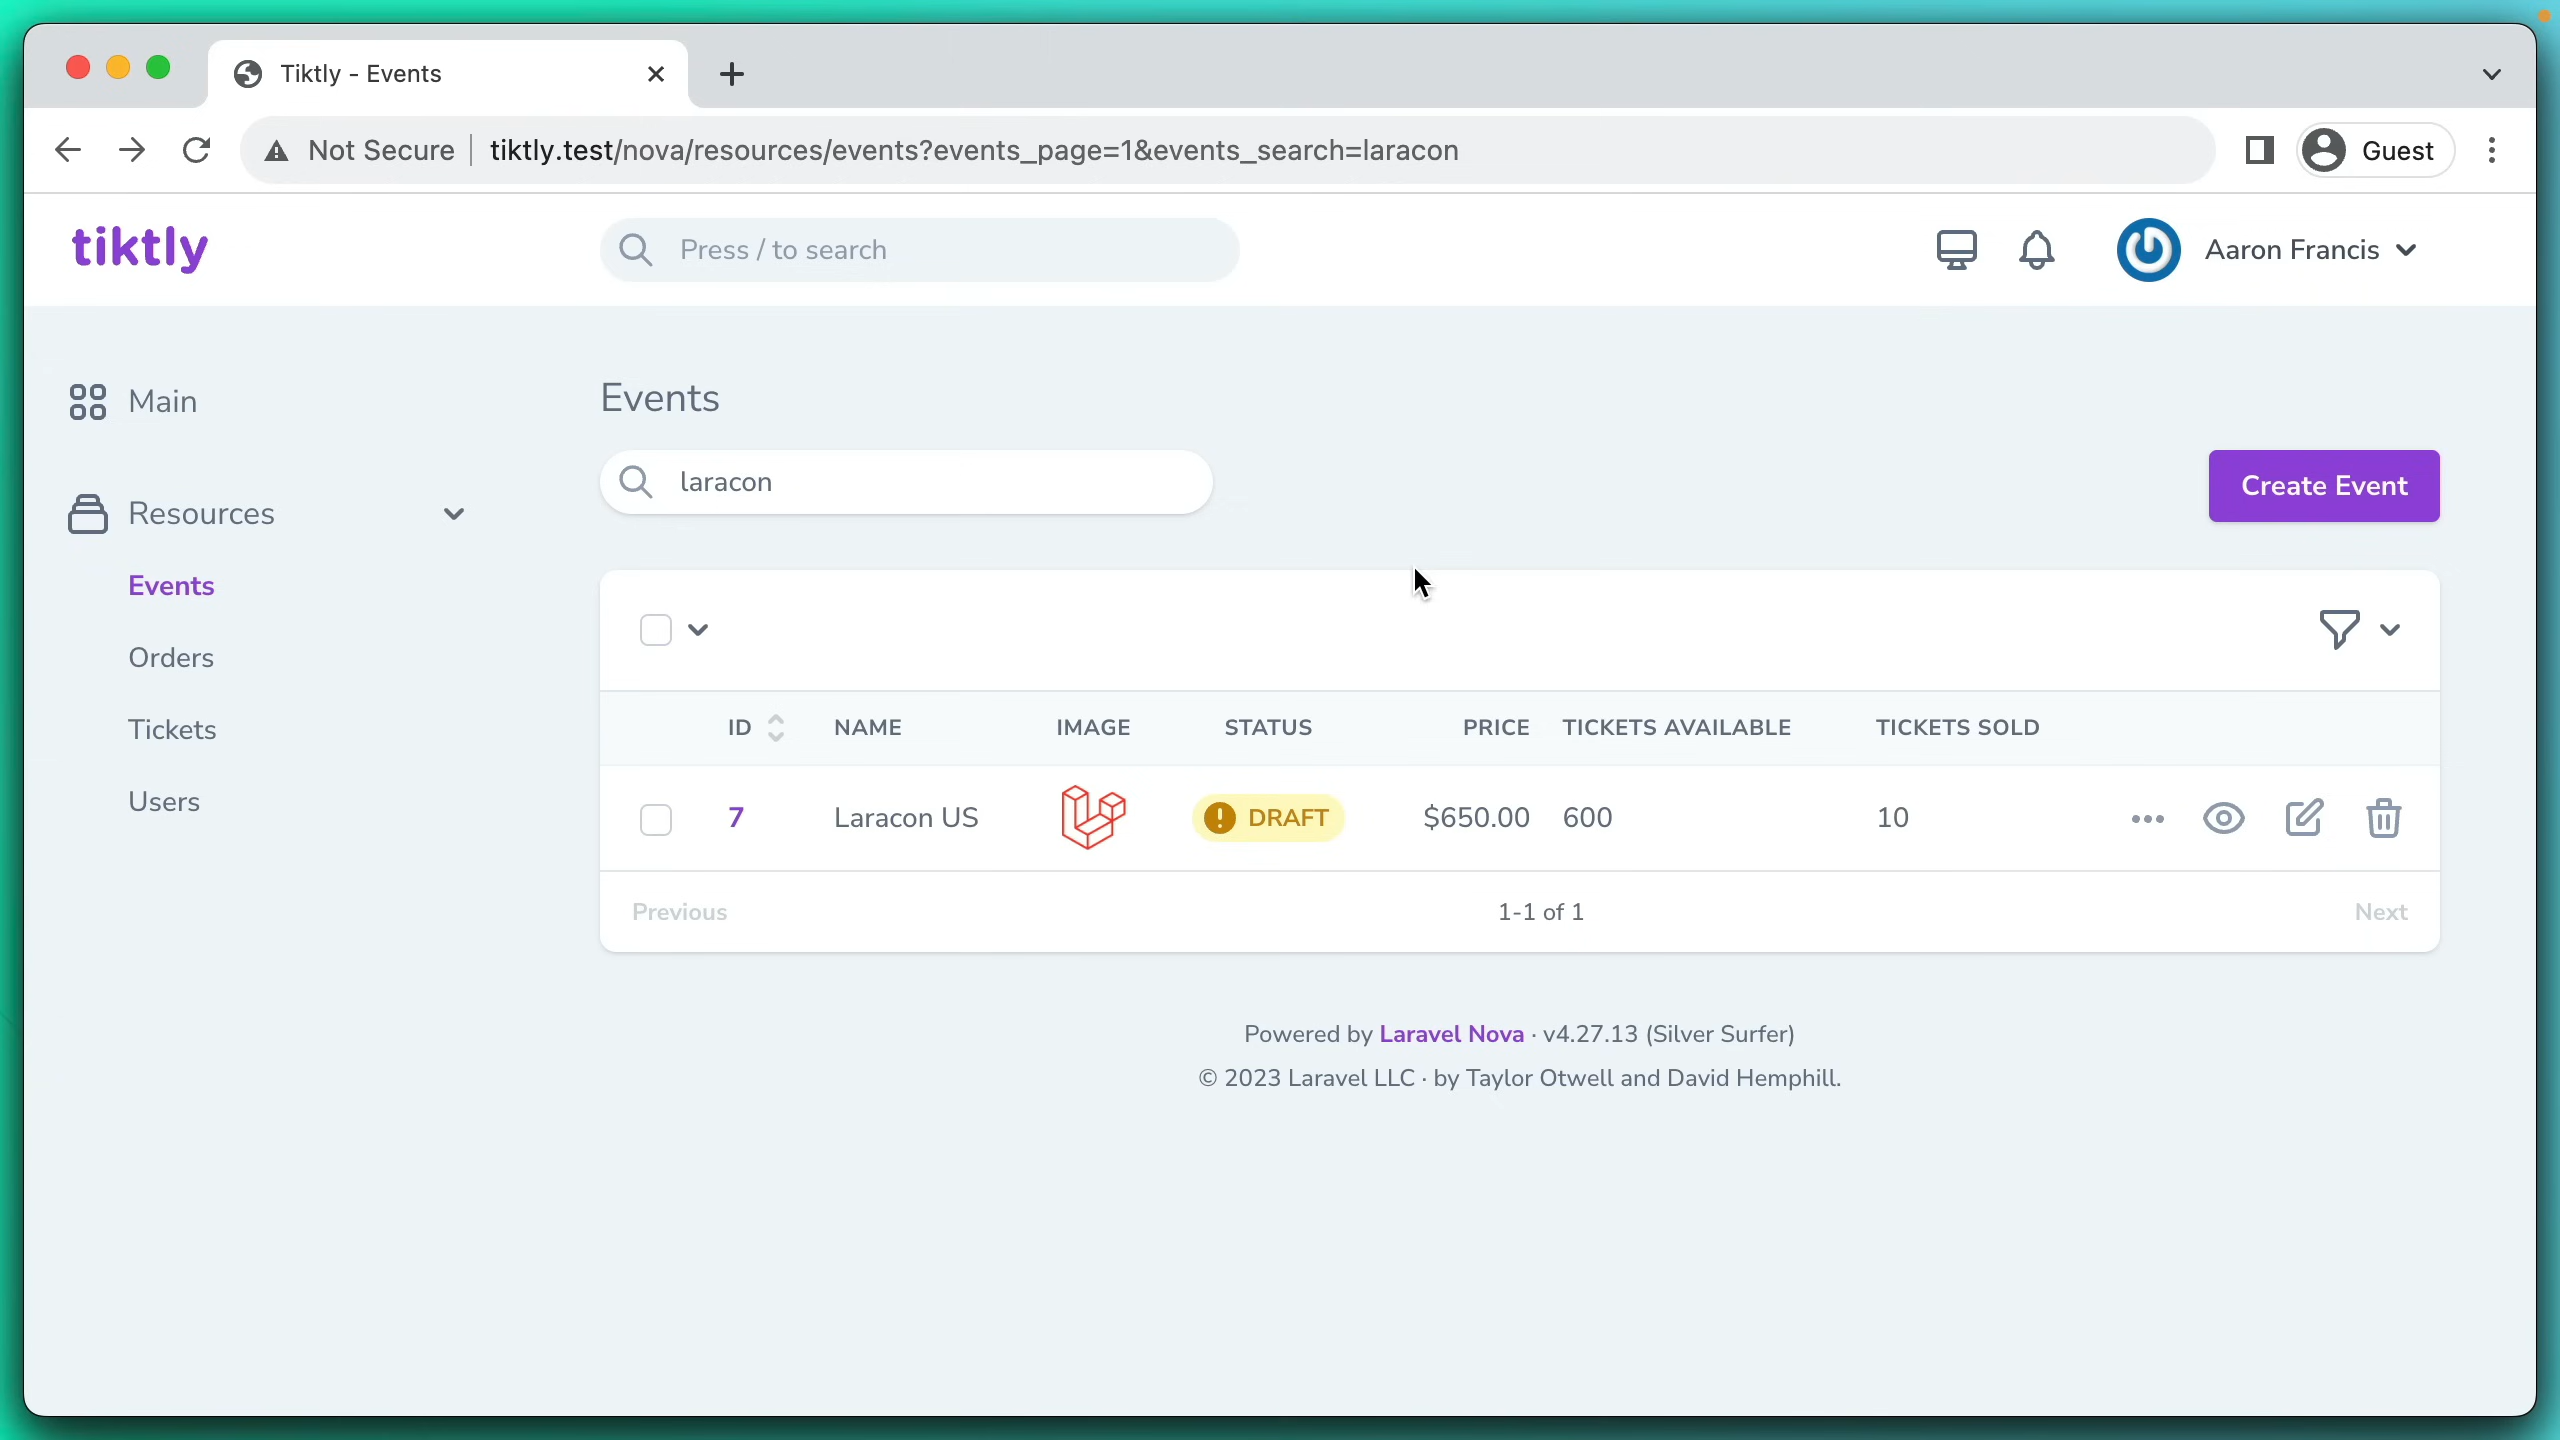 Tiktly - Events
Not Secure tiktly.test/nova/resources/events?events_page=1&events_search=laracon
Guest
tiktly
Press / to search
Aaron Francis
Main
Resources
Events
Orders
Tickets
Users
Events
laracon
Create Event
ID NAME IMAGE STATUS PRICE TICKETS AVAILABLE TICKETS SOLD
7 Laracon US DRAFT $650.00 600 10
Previous 1-1 of 1 Next
Powered by Laravel Nova · v4.27.13 (Silver Surfer)
© 2023 Laravel LLC · by Taylor Otwell and David Hemphill.